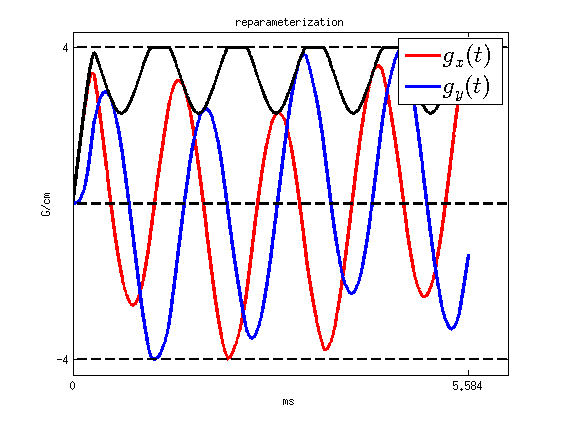 reparameterization
4
g_x(t)
g_y(t)
G/cm
-4
0
5.584
ms